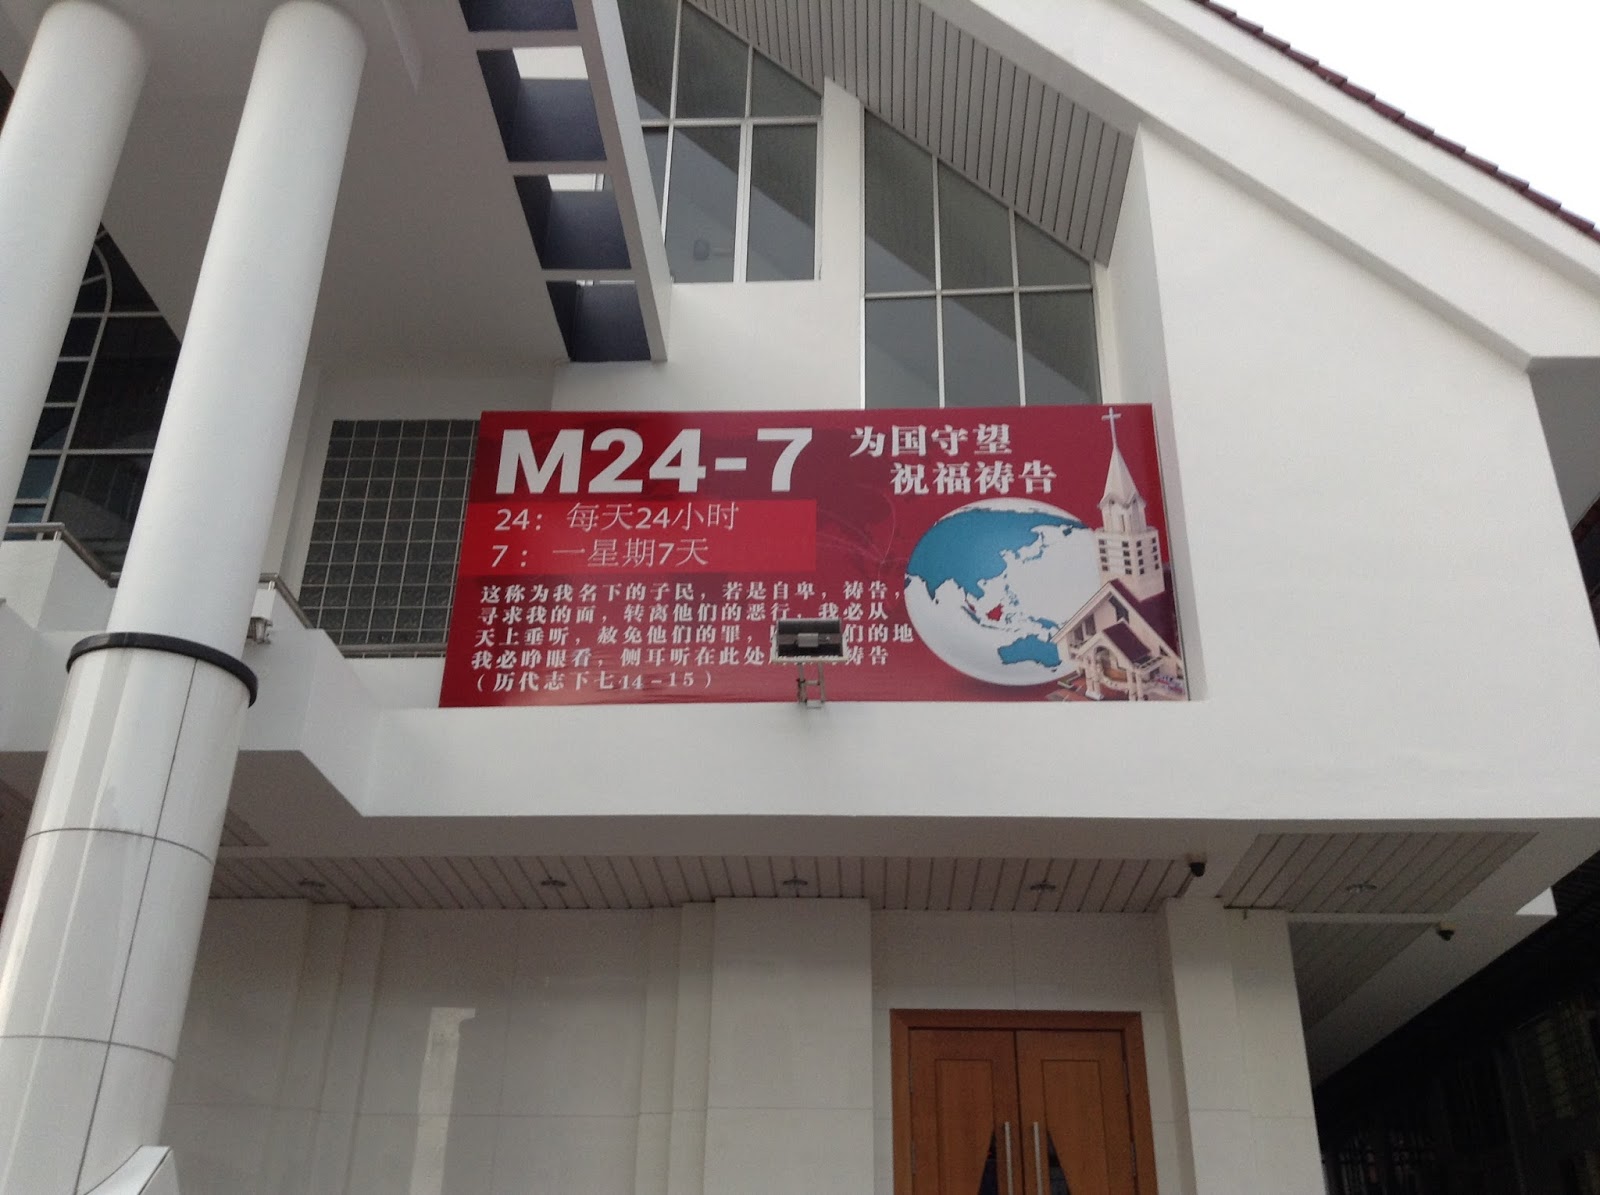 M24-7
为国守望
祝福祷告
24：每天24小时
7：一星期7天
这称为我名下的子民，若是自卑，祷告，
寻求我的面，转离他们的恶行，我必从
天上垂听，赦免他们的罪，们的地
我必睁眼看，侧耳听在此处祷告
（历代志下七14-15）